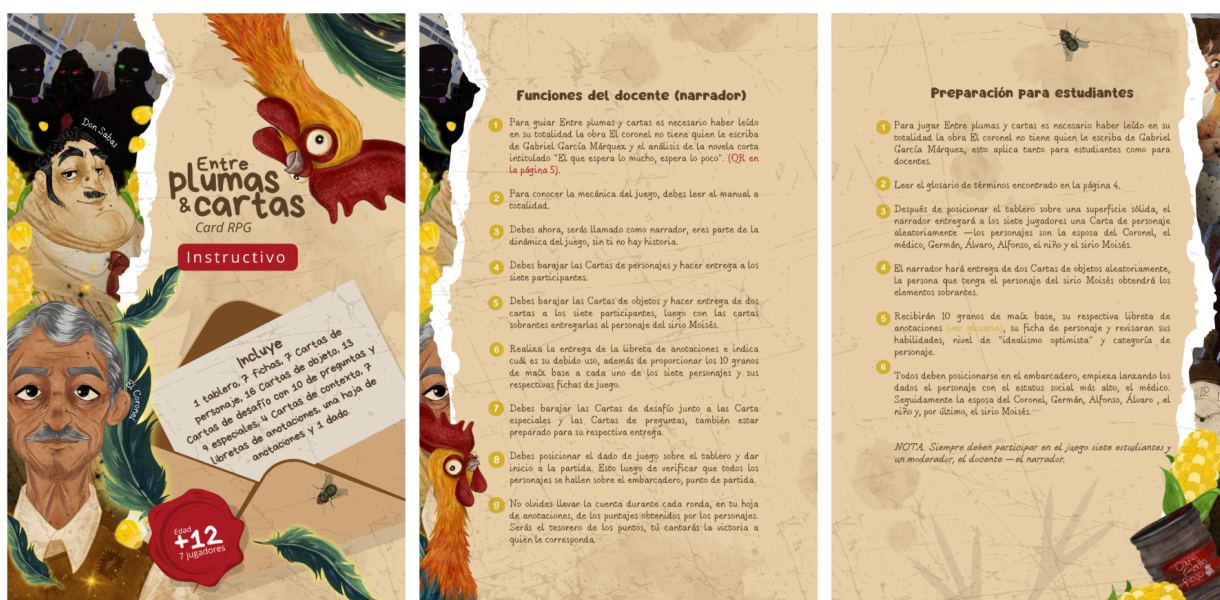 Don Sabas
Entre
plumas
& cartas
Card RPG
Instructivo
Incluye
1 tablero, 7 fichas, 7 Cartas de
personaje, 16 Cartas de objeto, 13
Cartas de desafío con 10 de preguntas y
9 especiales, 4 Cartas de contexto, 7
libretas de anotaciones, una hoja de
anotaciones y 1 dado.
El Coronel
Edad
+12
7 jugadores
Funciones del docente (narrador)
1 Para guiar Entre plumas y cartas es necesario haber leído
en su totalidad la obra El coronel no tiene quien le escriba
de Gabriel García Márquez y el análisis de la novela corta
intitulado "El que espera lo mucho, espera lo poco". (QR en
la página 5).
2 Para conocer la mecánica del juego, debes leer el manual a
totalidad.
3 Debes ahora, serás llamado como narrador, eres parte de la
dinámica del juego, sin ti no hay historia.
4 Debes barajar las Cartas de personajes y hacer entrega a los
siete participantes.
5 Debes barajar las Cartas de objetos y hacer entrega de dos
cartas a los siete participantes, luego con las cartas
sobrantes entregarlas al personaje del sirio Moisés.
6 Realiza la entrega de la libreta de anotaciones e indica
cuál es su debido uso, además de proporcionar los 10 granos
de maíz base a cada uno de los siete personajes y sus
respectivas fichas de juego.
7 Debes barajar las Cartas de desafío junto a las Carta
especiales y las Cartas de preguntas, también estar
preparado para su respectiva entrega.
8 Debes posicionar el dado de juego sobre el tablero y dar
inicio a la partida. Esto luego de verificar que todos los
personajes se hallen sobre el embarcadero, punto de partida.
9 No olvides llevar la cuenta durante cada ronda, en tu hoja
de anotaciones, de los puntajes obtenidos por los personajes.
Serás el tesorero de los puntos, tú cantarás la victoria a
quien le corresponda.
Preparación para estudiantes
1 Para jugar Entre plumas y cartas es necesario haber leído en su
totalidad la obra El coronel no tiene quien le escriba de Gabriel
García Márquez, esto aplica tanto para estudiantes como para
docentes.
2 Leer el glosario de términos encontrado en la página 4.
3 Después de posicionar el tablero sobre una superficie sólida, el
narrador entregará a los siete jugadores una Carta de personaje
aleatoriamente —los personajes son la esposa del Coronel, el
médico, Germán, Álvaro, Alfonso, el niño y el sirio Moisés.
4 El narrador hará entrega de dos Cartas de objetos aleatoriamente,
la persona que tenga el personaje del sirio Moisés obtendrá los
elementos sobrantes.
5 Recibirán 10 granos de maíz base, su respectiva libreta de
anotaciones (ver glosario), su ficha de personaje y revisaran sus
habilidades, nivel de "idealismo optimista" y categoría de
personaje.
6 Todos deben posicionarse en el embarcadero, empieza lanzando los
dados el personaje con el estatus social más alto, el médico.
Seguidamente la esposa del Coronel, Germán, Alfonso, Álvaro , el
niño y, por último, el sirio Moisés.
NOTA. Siempre deben participar en el juego siete estudiantes y
un moderador, el docente —el narrador.